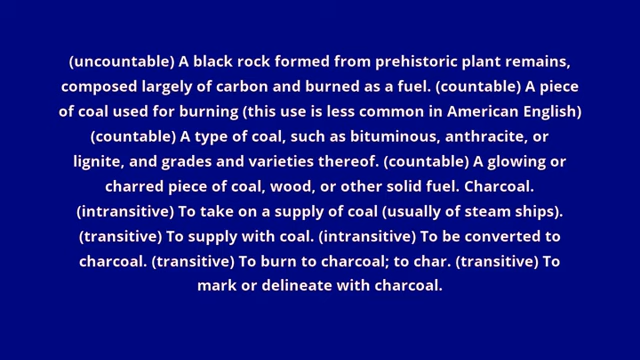 (uncountable) A black rock formed from prehistoric plant remains,
composed largely of carbon and burned as a fuel. (countable) A piece
of coal used for burning (this use is less common in American English)
(countable) A type of coal, such as bituminous, anthracite, or
lignite, and grades and varieties thereof. (countable) A glowing or
charred piece of coal, wood, or other solid fuel. Charcoal.
(intransitive) To take on a supply of coal (usually of steam ships).
(transitive) To supply with coal. (intransitive) To be converted to
charcoal. (transitive) To burn to charcoal; to char. (transitive) To
mark or delineate with charcoal.